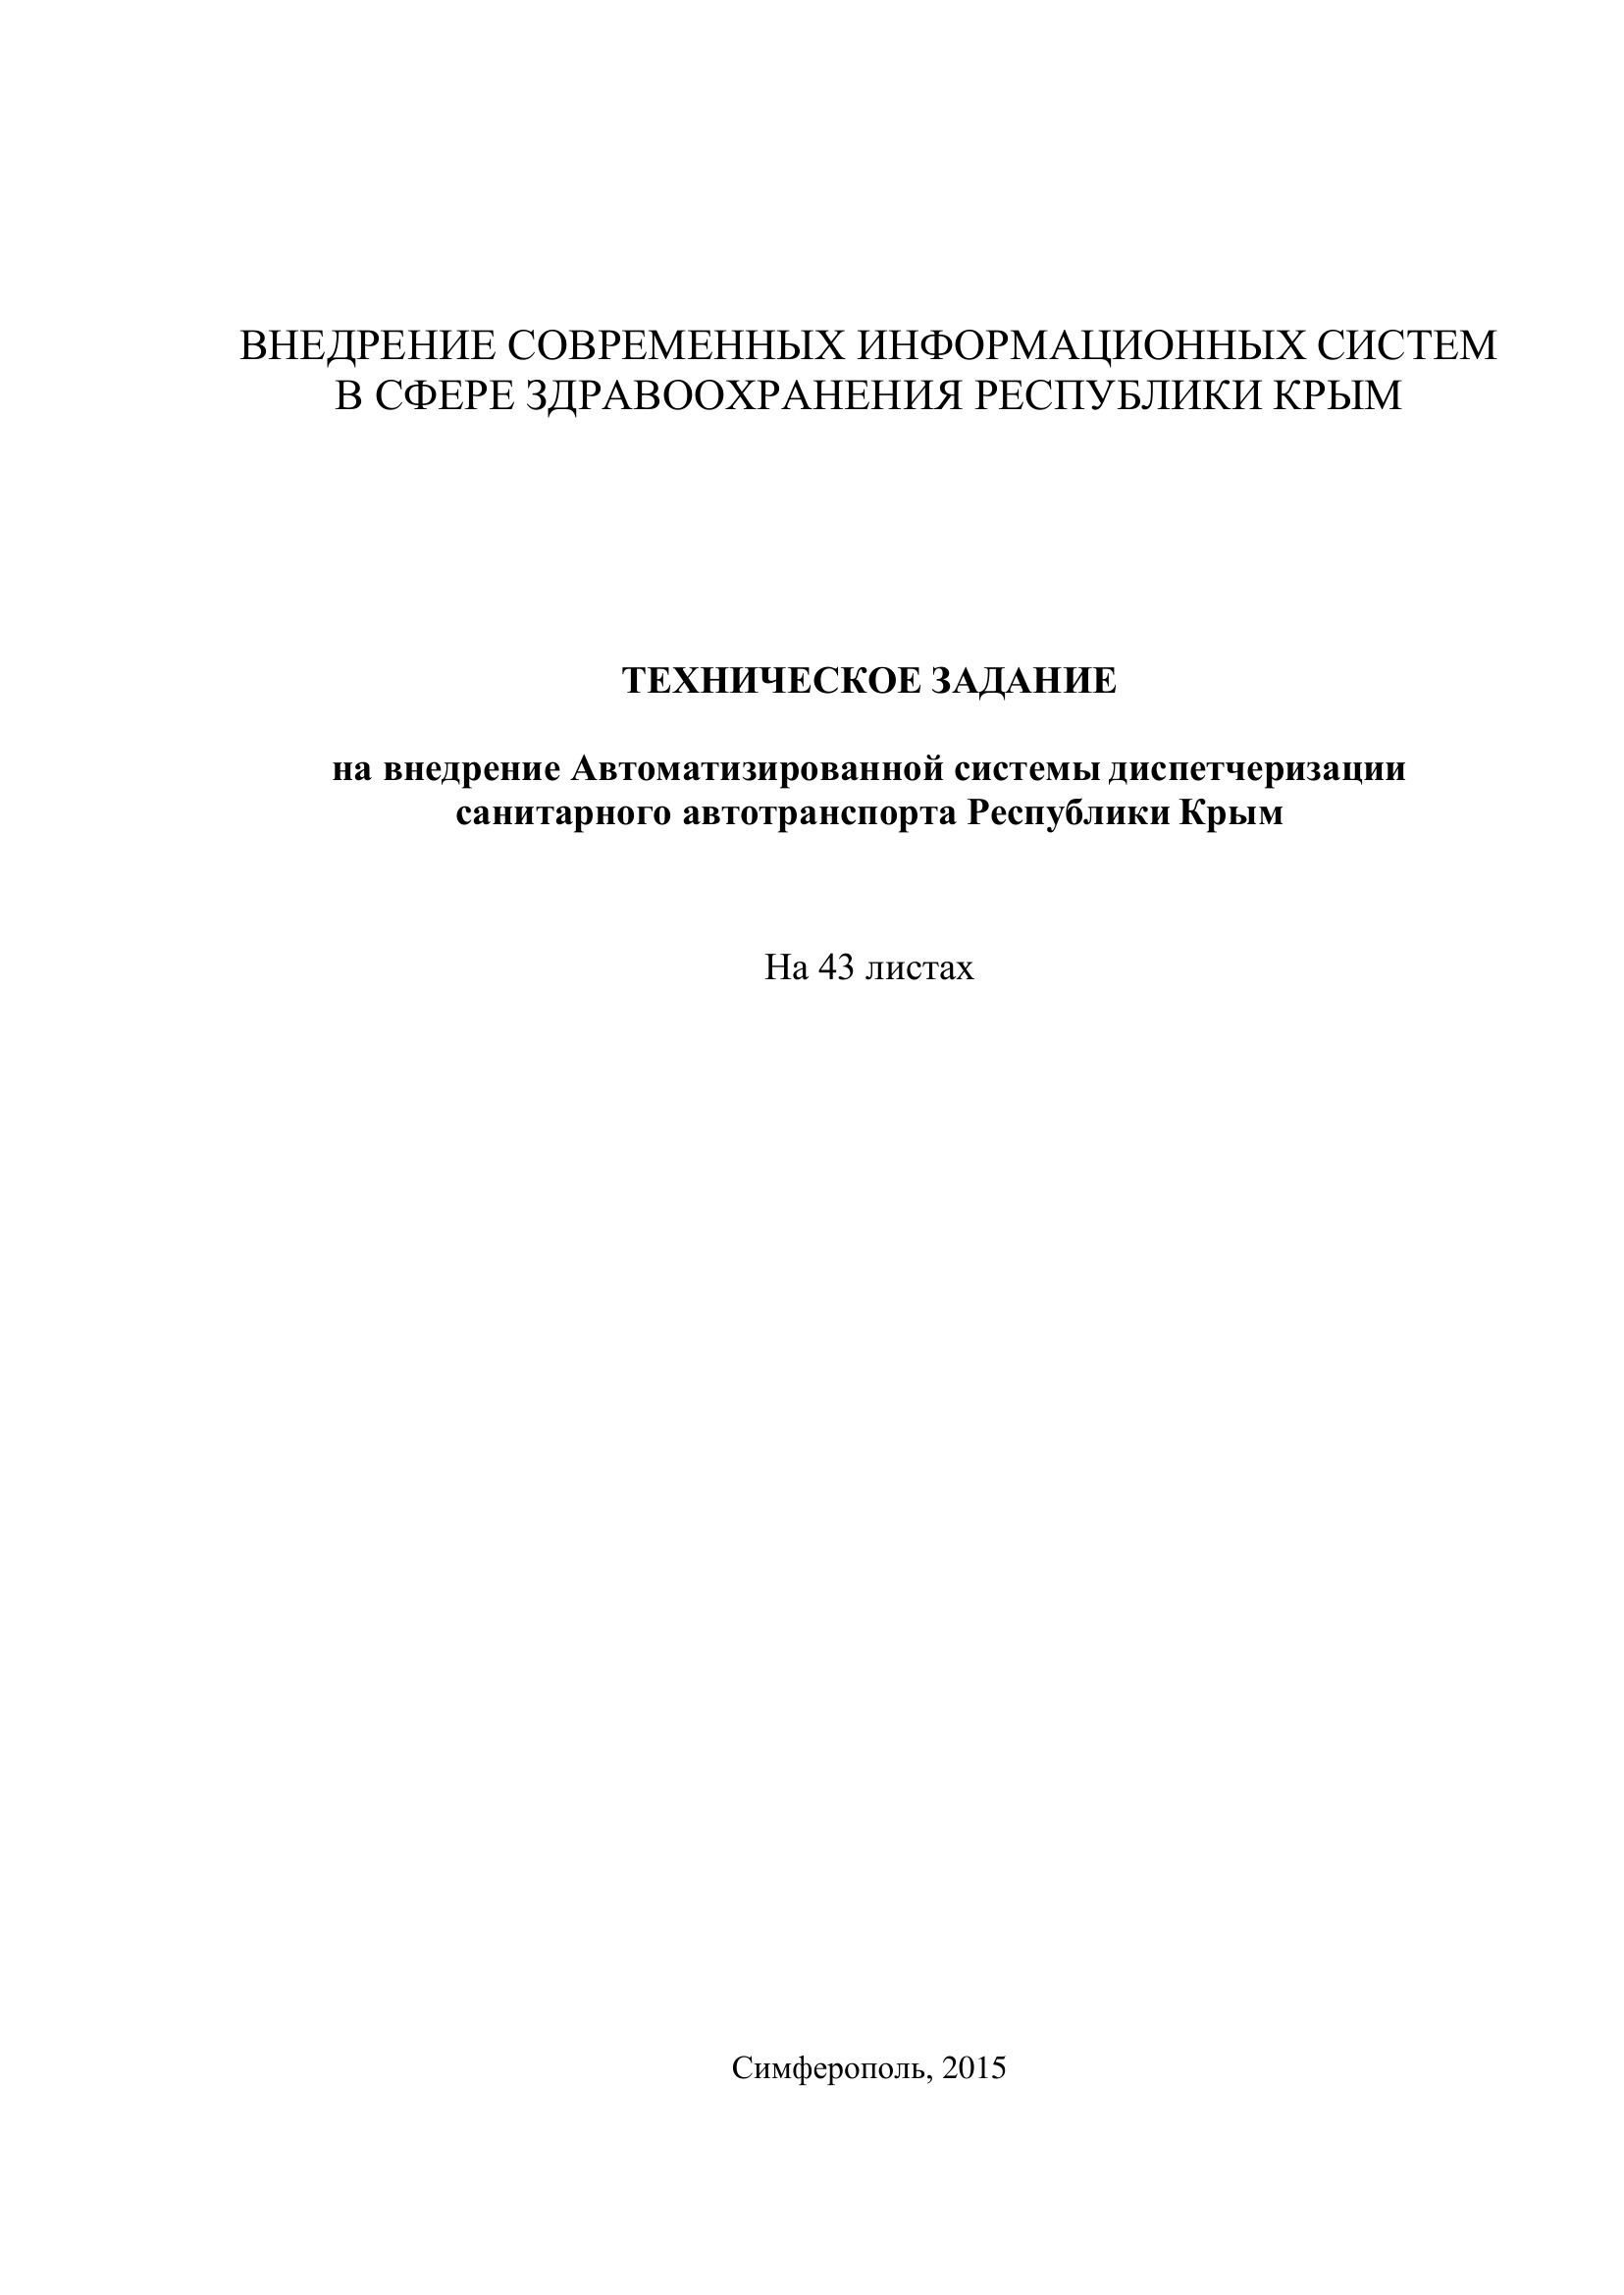 ВНЕДРЕНИЕ СОВРЕМЕННЫХ ИНФОРМАЦИОННЫХ СИСТЕМ
В СФЕРЕ ЗДРАВООХРАНЕНИЯ РЕСПУБЛИКИ КРЫМ
ТЕХНИЧЕСКОЕ ЗАДАНИЕ
на внедрение Автоматизированной системы диспетчеризации
санитарного автотранспорта Республики Крым
На 43 листах
Симферополь, 2015